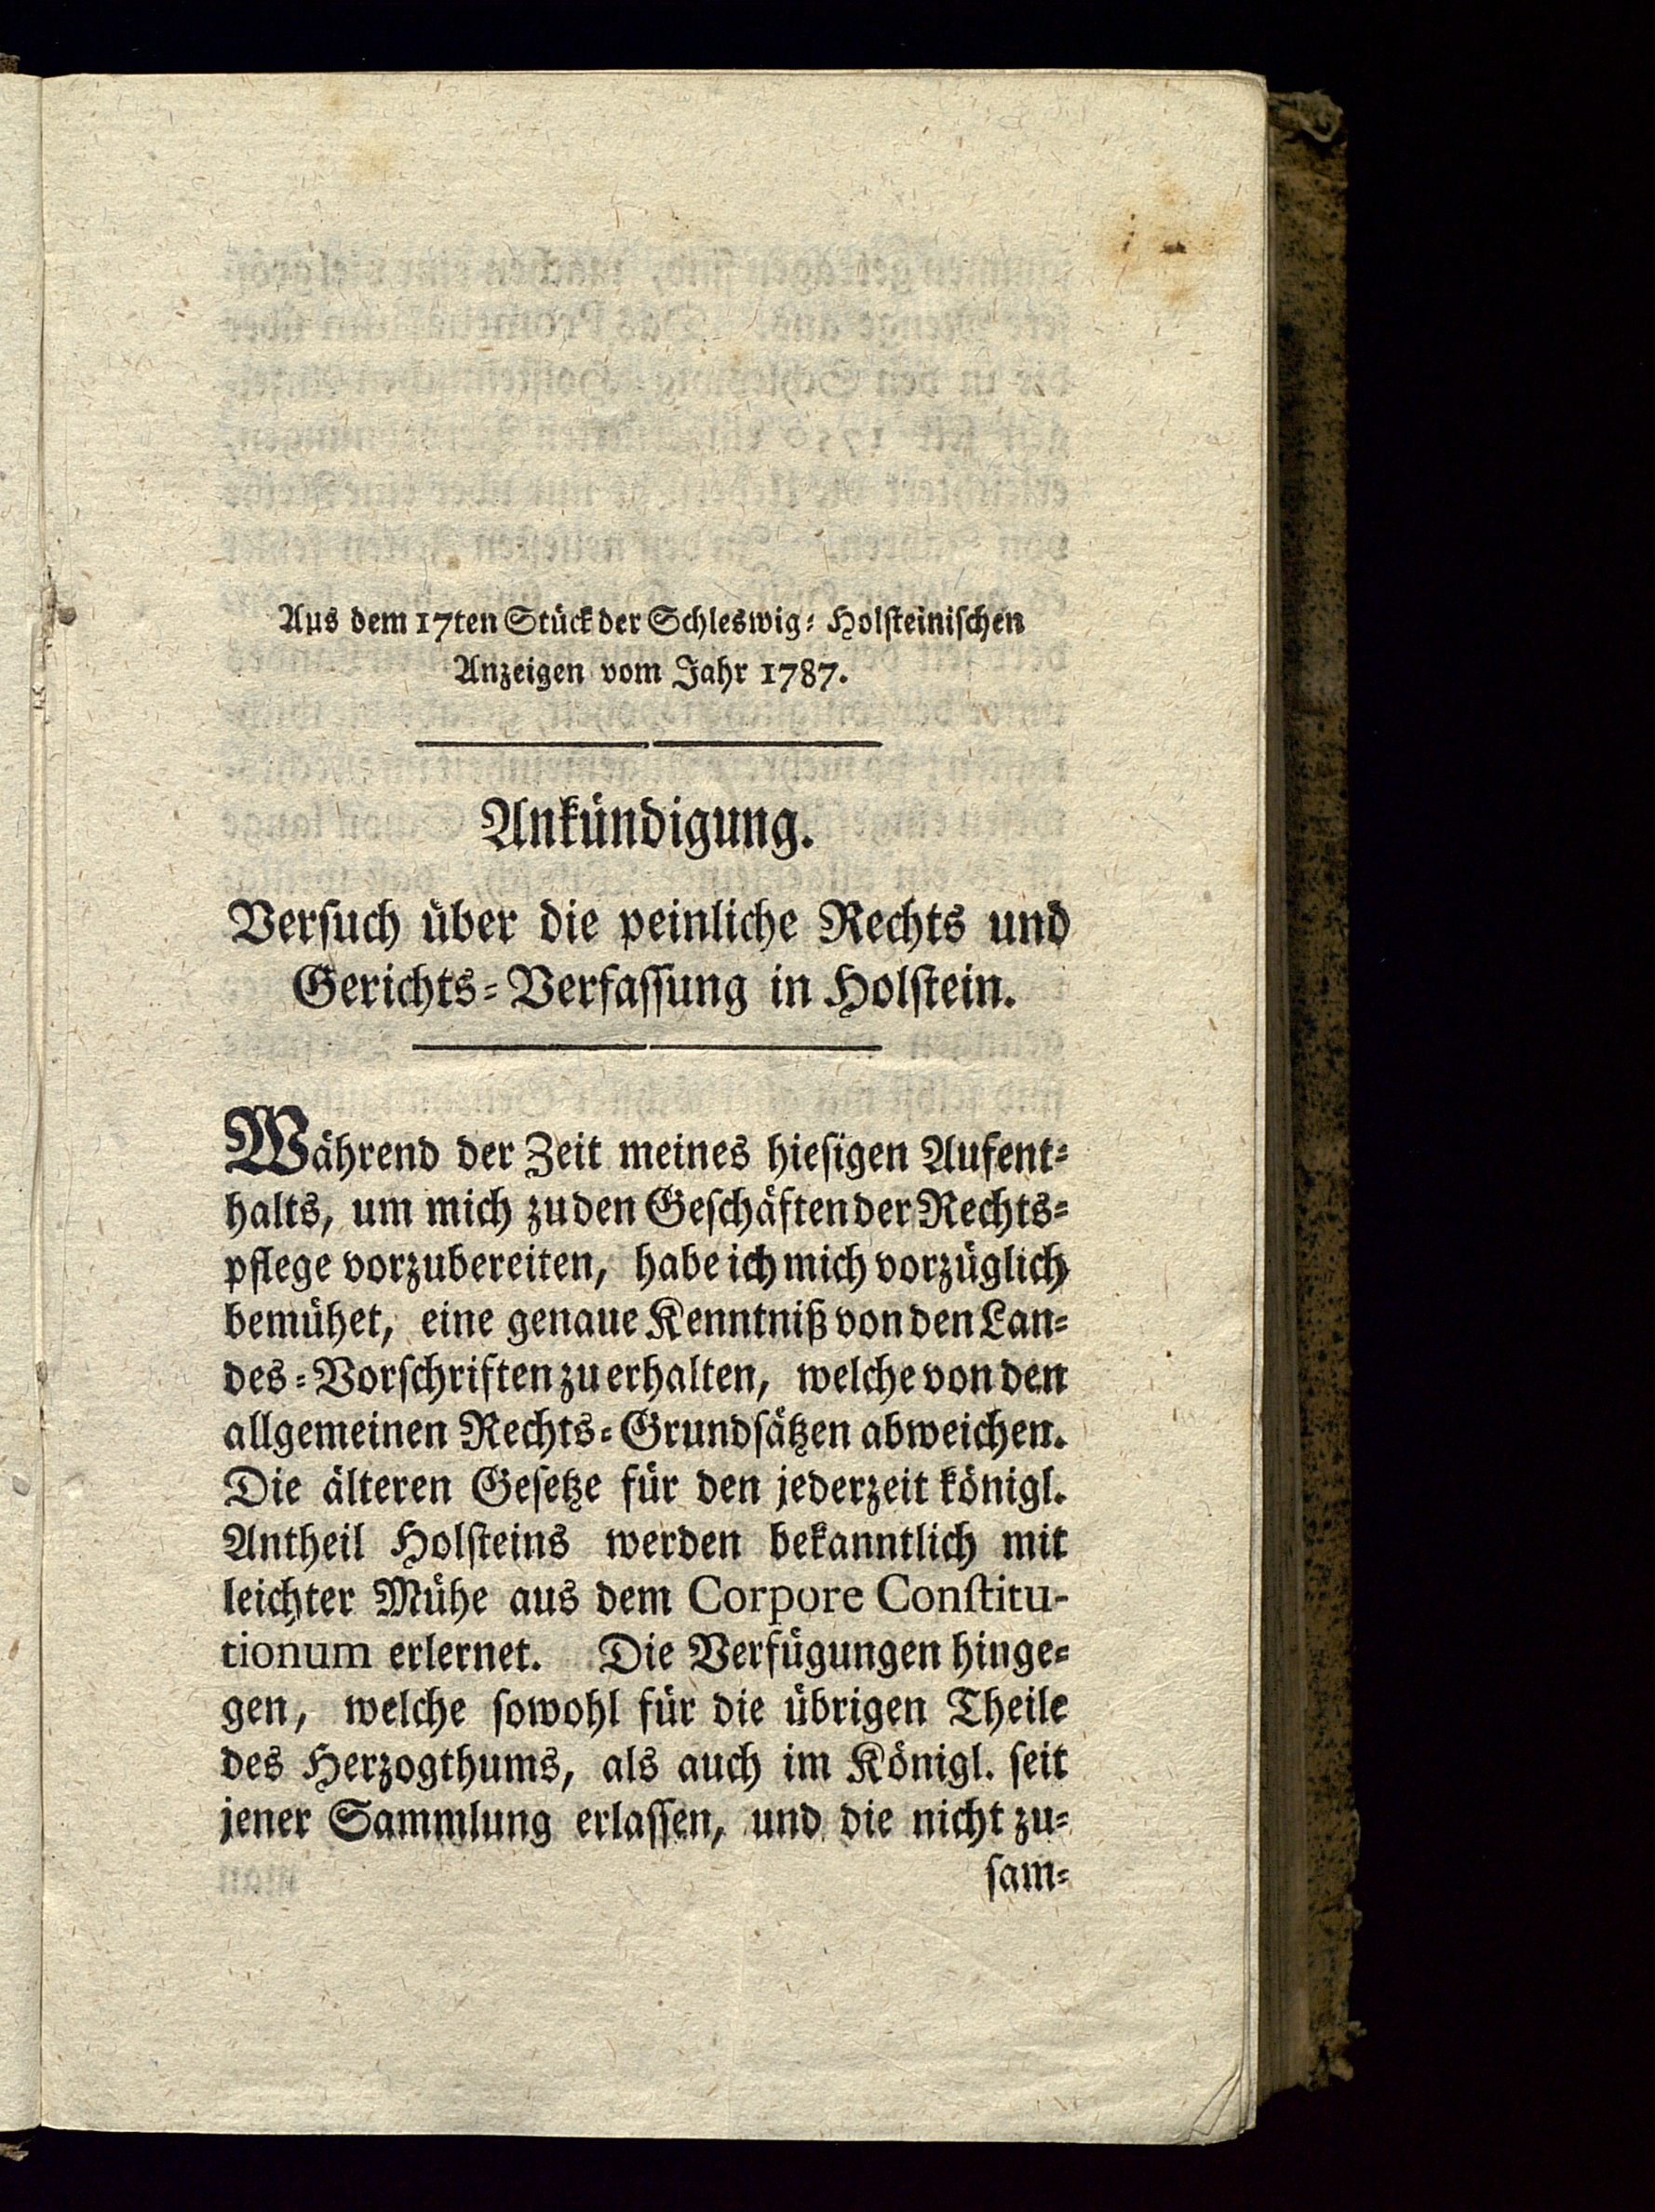 Aus dem 17ten Stück der Schleswig-Holsteinischen
Anzeigen vom Jahr 1787.
Ankündigung.
Versuch über die peinliche Rechts und
Gerichts-Verfassung in Holstein.
Während der Zeit meines hiesigen Aufent-
halts, um mich zu den Geschäften der Rechts-
pflege vorzubereiten, habe ich mich vorzüglich
bemühet, eine genaue Kenntniß von den Lan-
des-Vorschriften zu erhalten, welche von den
allgemeinen Rechts-Grundsätzen abweichen.
Die älteren Gesetze für den jederzeit königl.
Antheil Holsteins werden bekanntlich mit
leichter Mühe aus dem Corpore Constitu-
tionum erlernet. Die Verfügungen hinge-
gen, welche sowohl für die übrigen Theile
des Herzogthums, als auch im Königl. seit
jener Sammlung erlassen, und die nicht zu-
sam-